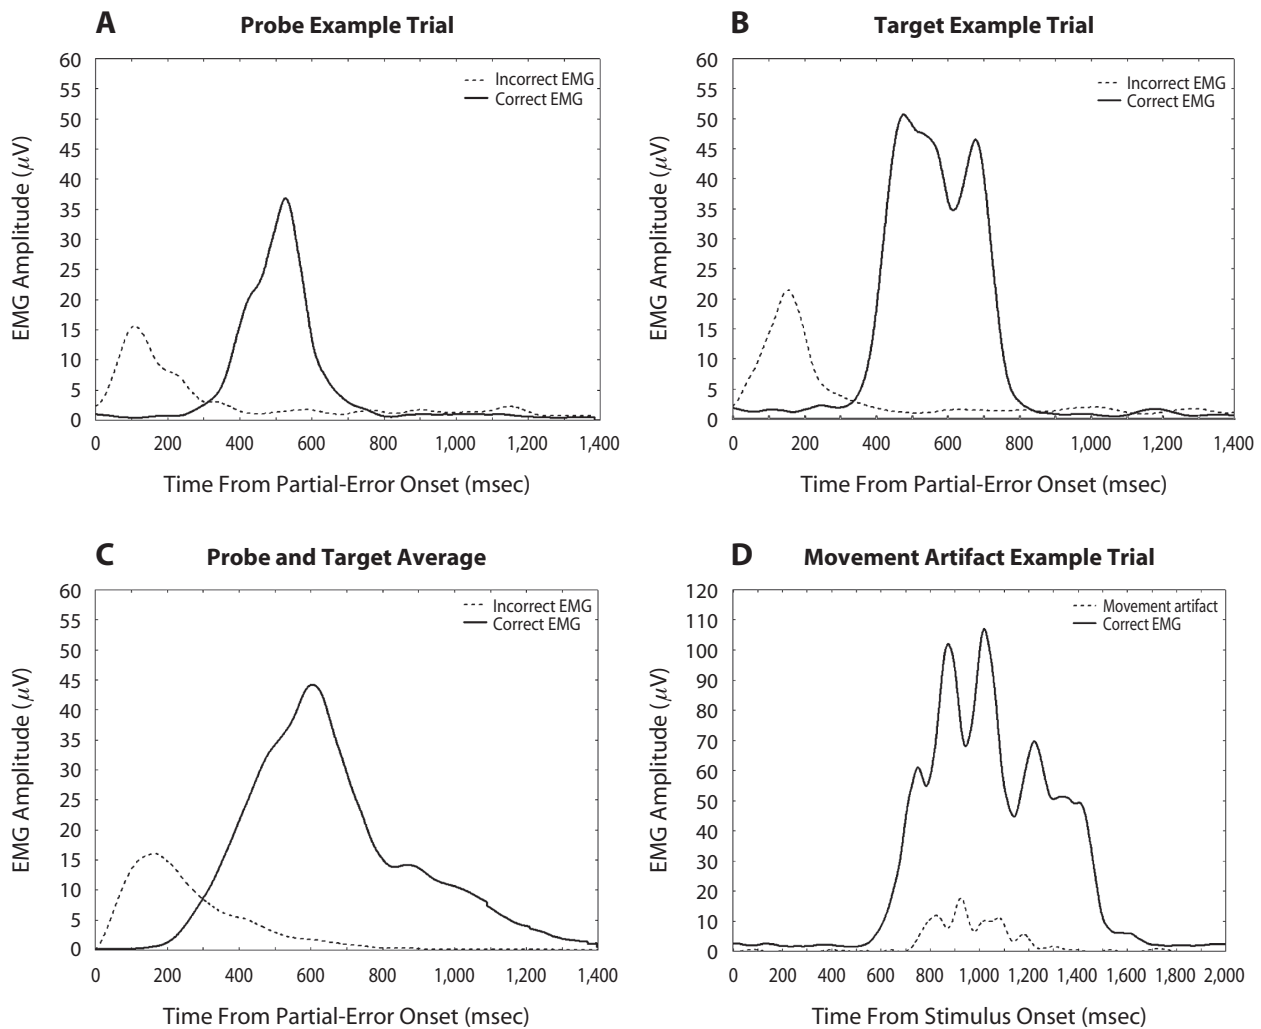 A Probe Example Trial
60
55
50
45
40
35
30
25
20
15
10
5
0
EMG Amplitude (μV)
Incorrect EMG
Correct EMG
0 200 400 600 800 1,000 1,200 1,400
Time From Partial-Error Onset (msec)
B Target Example Trial
60
55
50
45
40
35
30
25
20
15
10
5
0
EMG Amplitude (μV)
Incorrect EMG
Correct EMG
0 200 400 600 800 1,000 1,200 1,400
Time From Partial-Error Onset (msec)
C Probe and Target Average
60
55
50
45
40
35
30
25
20
15
10
5
0
EMG Amplitude (μV)
Incorrect EMG
Correct EMG
0 200 400 600 800 1,000 1,200 1,400
Time From Partial-Error Onset (msec)
D Movement Artifact Example Trial
120
110
100
90
80
70
60
50
40
30
20
10
0
EMG Amplitude (μV)
Movement artifact
Correct EMG
0 200 400 600 800 1,000 1,200 1,400 1,600 1,800 2,000
Time From Stimulus Onset (msec)